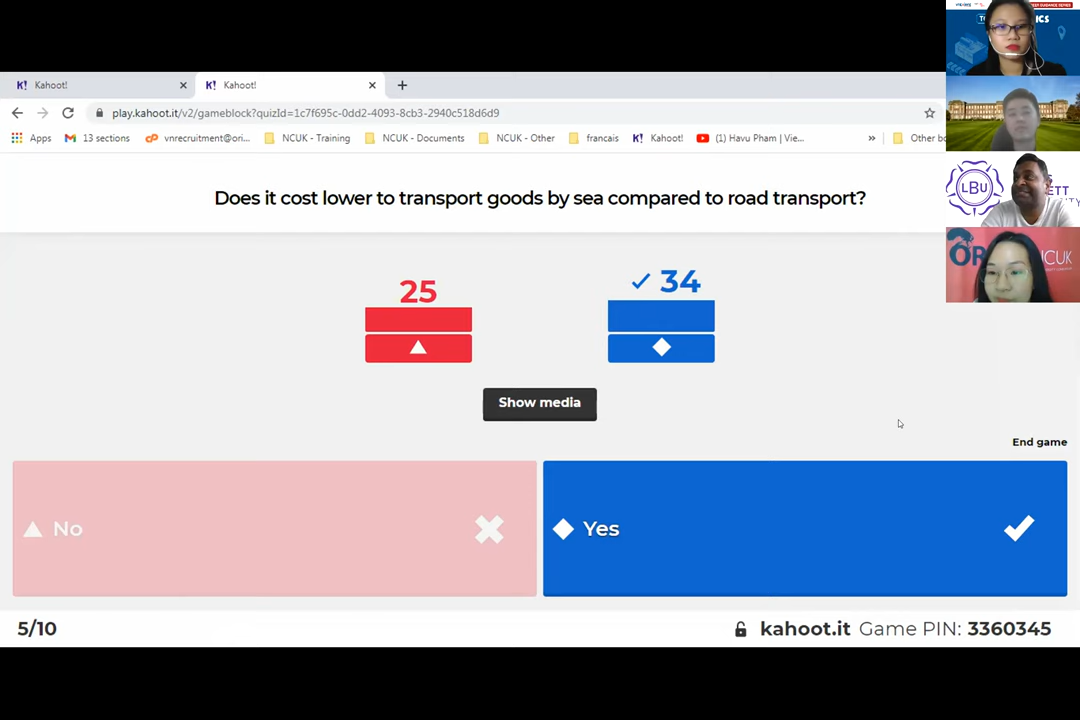 Kahoot!
Kahoot!
play.kahoot.it/v2/gameblock?quizId=1c7f695c-0dd2-4093-8cb3-2940c518d6d9
Apps
13 sections
vnrecruitment@ori...
NCUK - Training
NCUK - Documents
NCUK - Other
francais
Kahoot!
(1) Havu Pham | Vie...
»
Other bo
Does it cost lower to transport goods by sea compared to road transport?
25
34
Show media
End game
No
Yes
5/10
kahoot.it Game PIN: 3360345
ICS
LBU
ETT
OR
NCUK